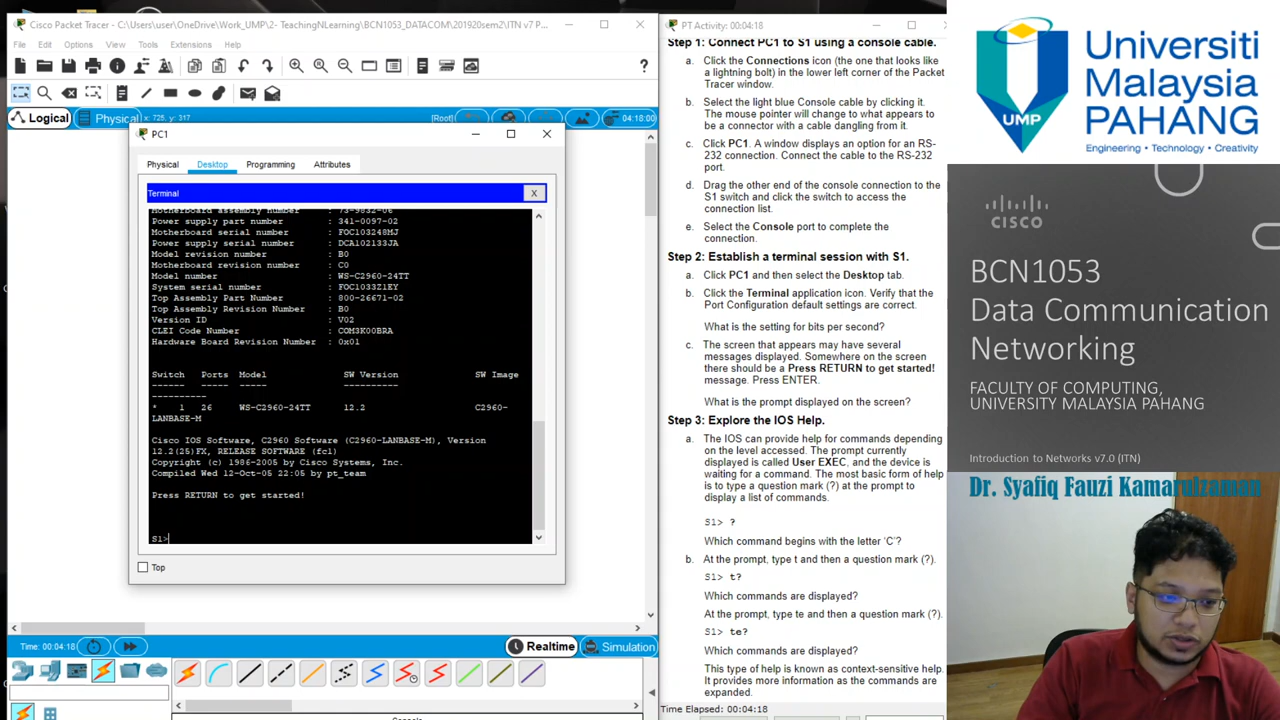 Cisco Packet Tracer - C:\Users\user\OneDrive\Work_UMP\2- TeachingNLearning\BCN1053_DATACOM\201920sem2\ITN v7 P...
File Edit Options View Tools Extensions Help
Logical
Physical
x: 725, y: 317
[Root]
04:18:00
PC1
Physical Desktop Programming Attributes
Terminal
X
Motherboard assembly number : 73-9832-06
Power supply part number : 341-0097-02
Motherboard serial number : FOC103248MJ
Power supply serial number : DCA102133JA
Model revision number : B0
Motherboard revision number : C0
Model number : WS-C2960-24TT
System serial number : FOC1033Z1EY
Top Assembly Part Number : 800-26671-02
Top Assembly Revision Number : B0
Version ID : V02
CLEI Code Number : COM3K00BRA
Hardware Board Revision Number : 0x01
Switch Ports Model SW Version SW Image
------ ----- ----- ---------- ----------
* 1 26 WS-C2960-24TT 12.2 C2960-
LANBASE-M
Cisco IOS Software, C2960 Software (C2960-LANBASE-M), Version
12.2(25)FX, RELEASE SOFTWARE (fc1)
Copyright (c) 1986-2005 by Cisco Systems, Inc.
Compiled Wed 12-Oct-05 22:05 by pt_team
Press RETURN to get started!
S1>
Top
Time: 00:04:18
Realtime
Simulation
PT Activity: 00:04:18
Step 1: Connect PC1 to S1 using a console cable.
a. Click the Connections icon (the one that looks like
a lightning bolt) in the lower left corner of the Packet
Tracer window.
b. Select the light blue Console cable by clicking it.
The mouse pointer will change to what appears to
be a connector with a cable dangling from it.
c. Click PC1. A window displays an option for an RS-
232 connection. Connect the cable to the RS-232
port.
d. Drag the other end of the console connection to the
S1 switch and click the switch to access the
connection list.
e. Select the Console port to complete the
connection.
Step 2: Establish a terminal session with S1.
a. Click PC1 and then select the Desktop tab.
b. Click the Terminal application icon. Verify that the
Port Configuration default settings are correct.
What is the setting for bits per second?
c. The screen that appears may have several
messages displayed. Somewhere on the screen
there should be a Press RETURN to get started!
message. Press ENTER.
What is the prompt displayed on the screen?
Step 3: Explore the IOS Help.
a. The IOS can provide help for commands depending
on the level accessed. The prompt currently
displayed is called User EXEC, and the device is
waiting for a command. The most basic form of help
is to type a question mark (?) at the prompt to
display a list of commands.
S1> ?
Which command begins with the letter 'C'?
b. At the prompt, type t and then a question mark (?).
S1> t?
Which commands are displayed?
At the prompt, type te and then a question mark (?).
S1> te?
Which commands are displayed?
This type of help is known as context-sensitive help.
It provides more information as the commands are
expanded.
Time Elapsed: 00:04:18
UMP
Universiti
Malaysia
PAHANG
Engineering • Technology • Creativity
CISCO
BCN1053
Data Communication
Networking
FACULTY OF COMPUTING,
UNIVERSITY MALAYSIA PAHANG
Introduction to Networks v7.0 (ITN)
Dr. Syafiq Fauzi Kamarulzaman